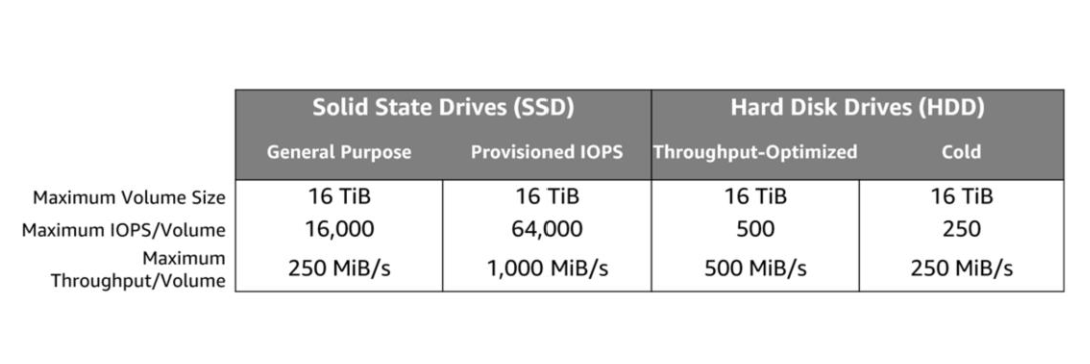 Solid State Drives (SSD) Hard Disk Drives (HDD)
General Purpose Provisioned IOPS Throughput-Optimized Cold
Maximum Volume Size 16 TiB 16 TiB 16 TiB 16 TiB
Maximum IOPS/Volume 16,000 64,000 500 250
Maximum
Throughput/Volume 250 MiB/s 1,000 MiB/s 500 MiB/s 250 MiB/s